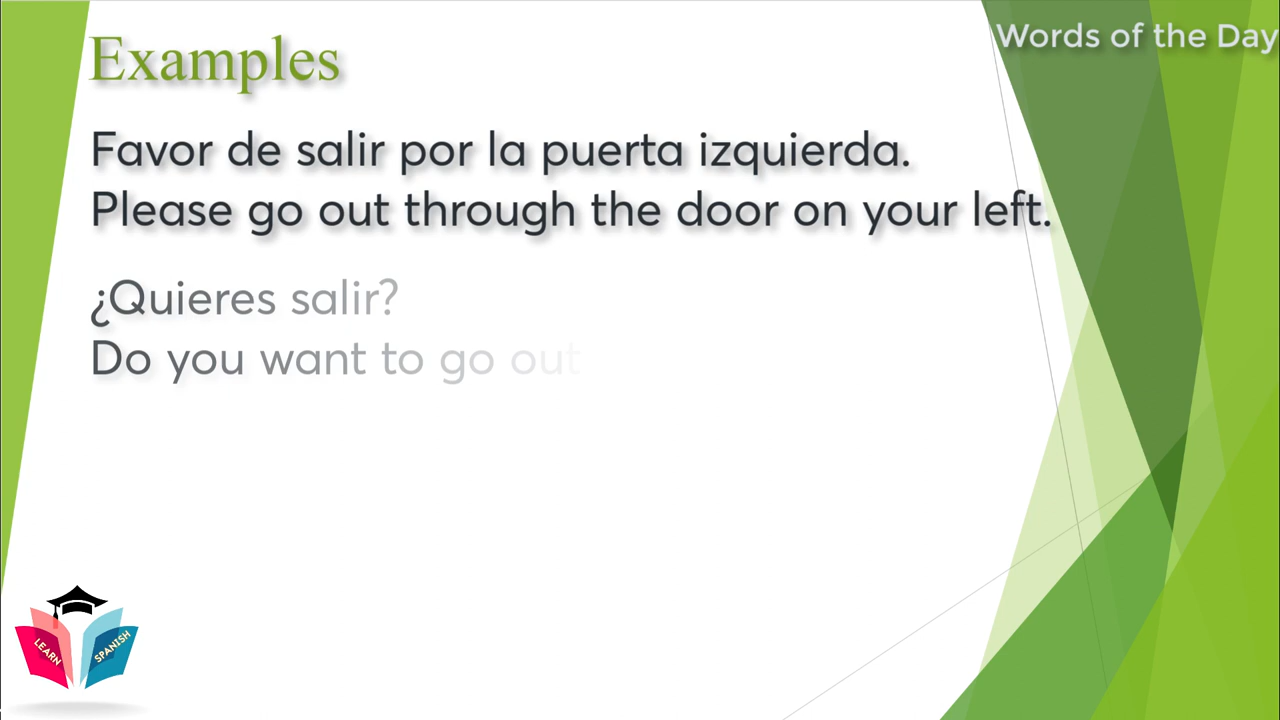 Words of the Day
Examples
Favor de salir por la puerta izquierda.
Please go out through the door on your left.
¿Quieres salir?
Do you want to go out
LEARN
SPANISH